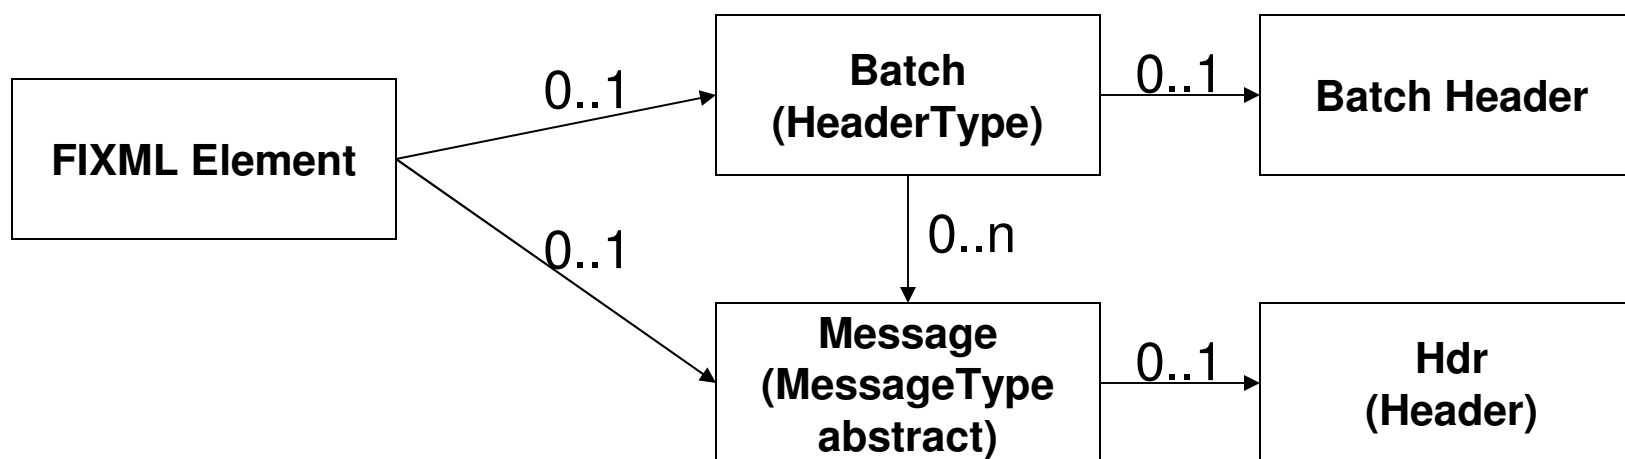 FIXML Element
0..1
0..1
Batch
(HeaderType)
0..1
Batch Header
0..n
Message
(MessageType
abstract)
0..1
Hdr
(Header)